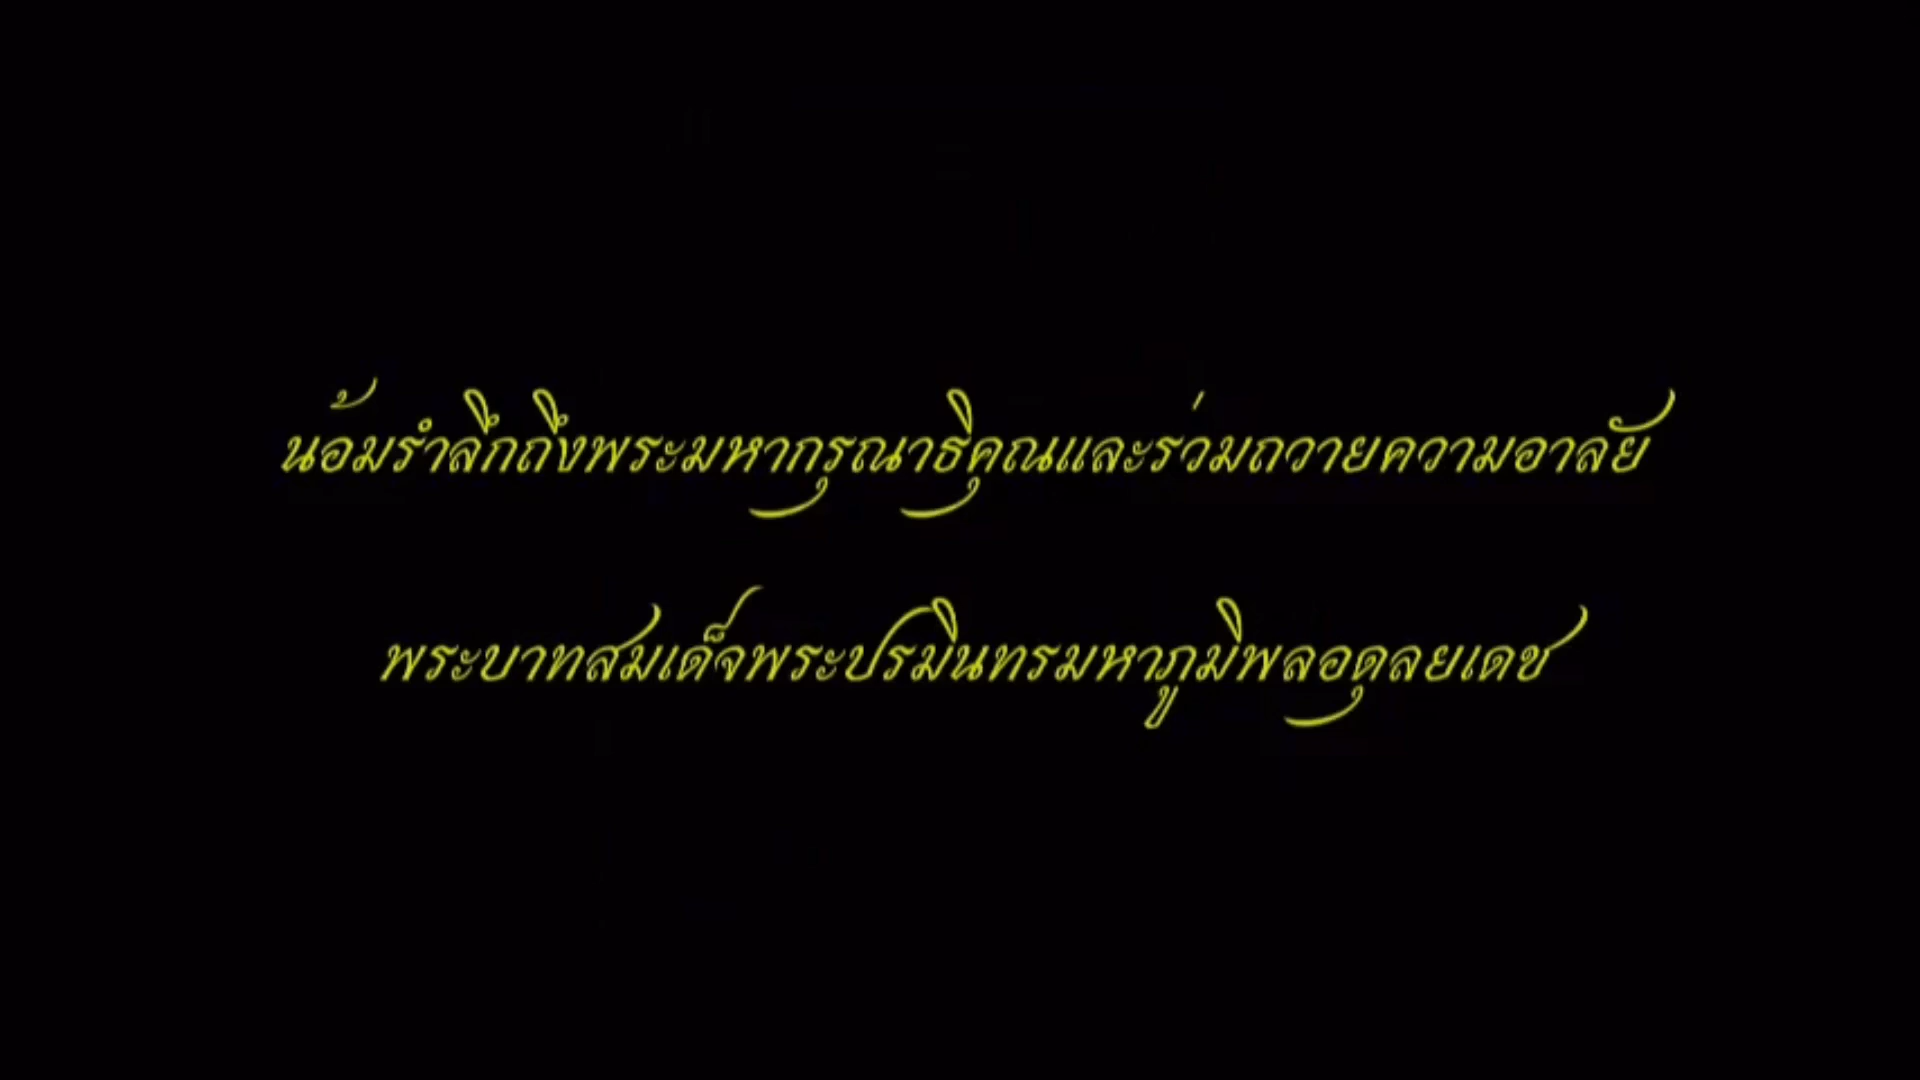 น้อมรำลึกถึงพระมหากรุณาธิคุณและร่วมถวายความอาลัย
พระบาทสมเด็จพระปรมินทรมหาภูมิพลอดุลยเดช